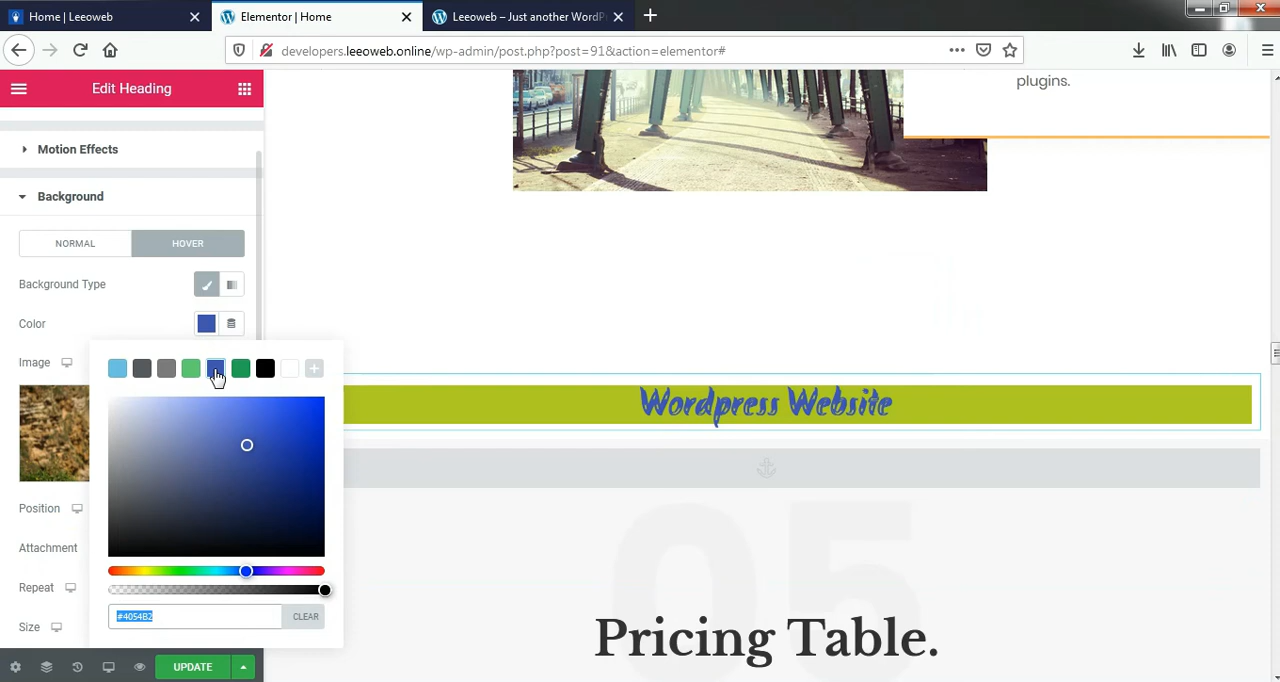 Home | Leeoweb
Elementor | Home
Leeoweb – Just another WordPr
developers.leeoweb.online/wp-admin/post.php?post=91&action=elementor#
Edit Heading
plugins.
Motion Effects
Background
NORMAL
HOVER
Background Type
Color
Image
Position
Attachment
Repeat
Size
#4054B2
CLEAR
UPDATE
Wordpress Website
05
Pricing Table.